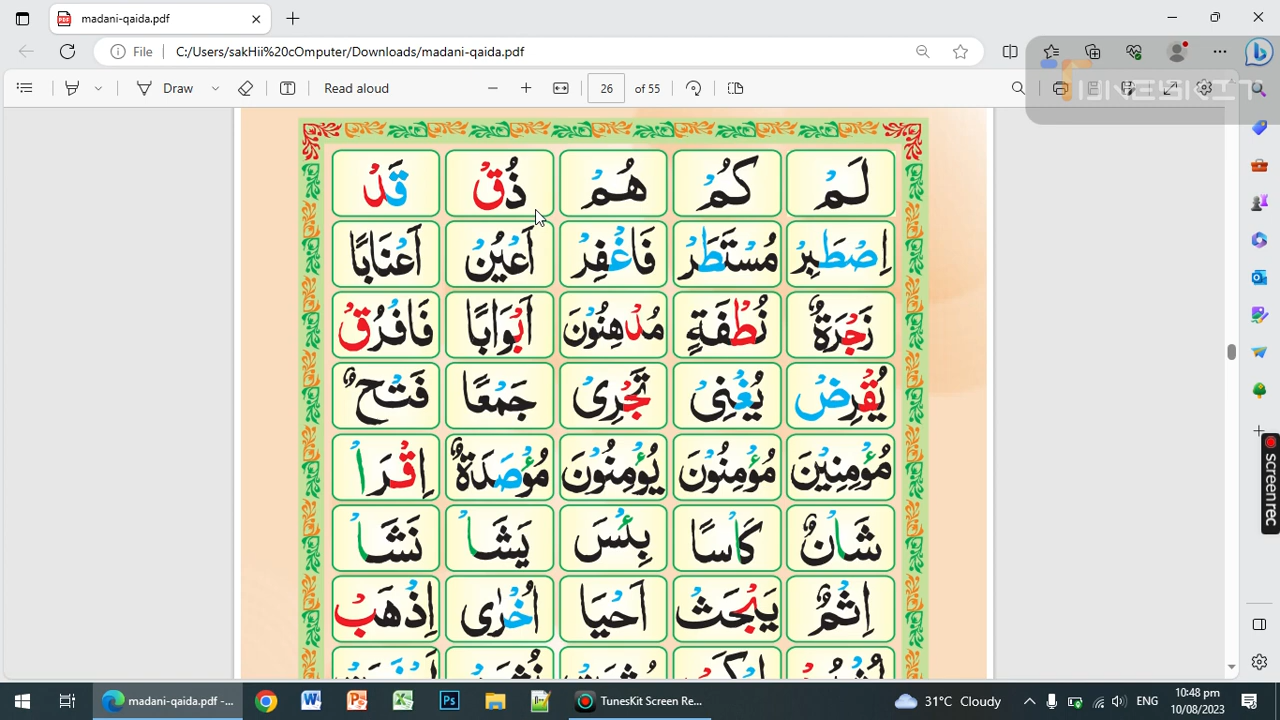 madani-qaida.pdf
File C:/Users/sakHii%20cOmputer/Downloads/madani-qaida.pdf
Draw Read aloud 26 of 55
TUNESKIT
لَمْ كُمْ هُمْ ذُقْ قَدْ
اِصْطَبِرْ مُسْتَطَرْ فَاغْفِرْ اَعْيُنْ اَعْنَابًا
زَجْرَةٌ نُطْفَةٍ مُدْهِنُوْنَ اَبْوَابًا فَافْرُقْ
يُقْرِضْ يُغْنِىْ تَجْرِىْ جَمْعًا فَتْحٌ
مُؤْمِنِيْنَ مُؤْمِنُوْنَ يُؤْمِنُوْنَ مُؤْصَدَةٌ اِقْرَاْ
شَاْنٌ كَاْسًا بِئْسَ يَشَاْ نَشَاْ
اِثْمٌ يَبْحَثْ اَحْيَا اُخْرٰى اِذْهَبْ
screenrec
madani-qaida.pdf -...
TunesKit Screen Re...
31°C Cloudy
ENG
10:48 pm
10/08/2023